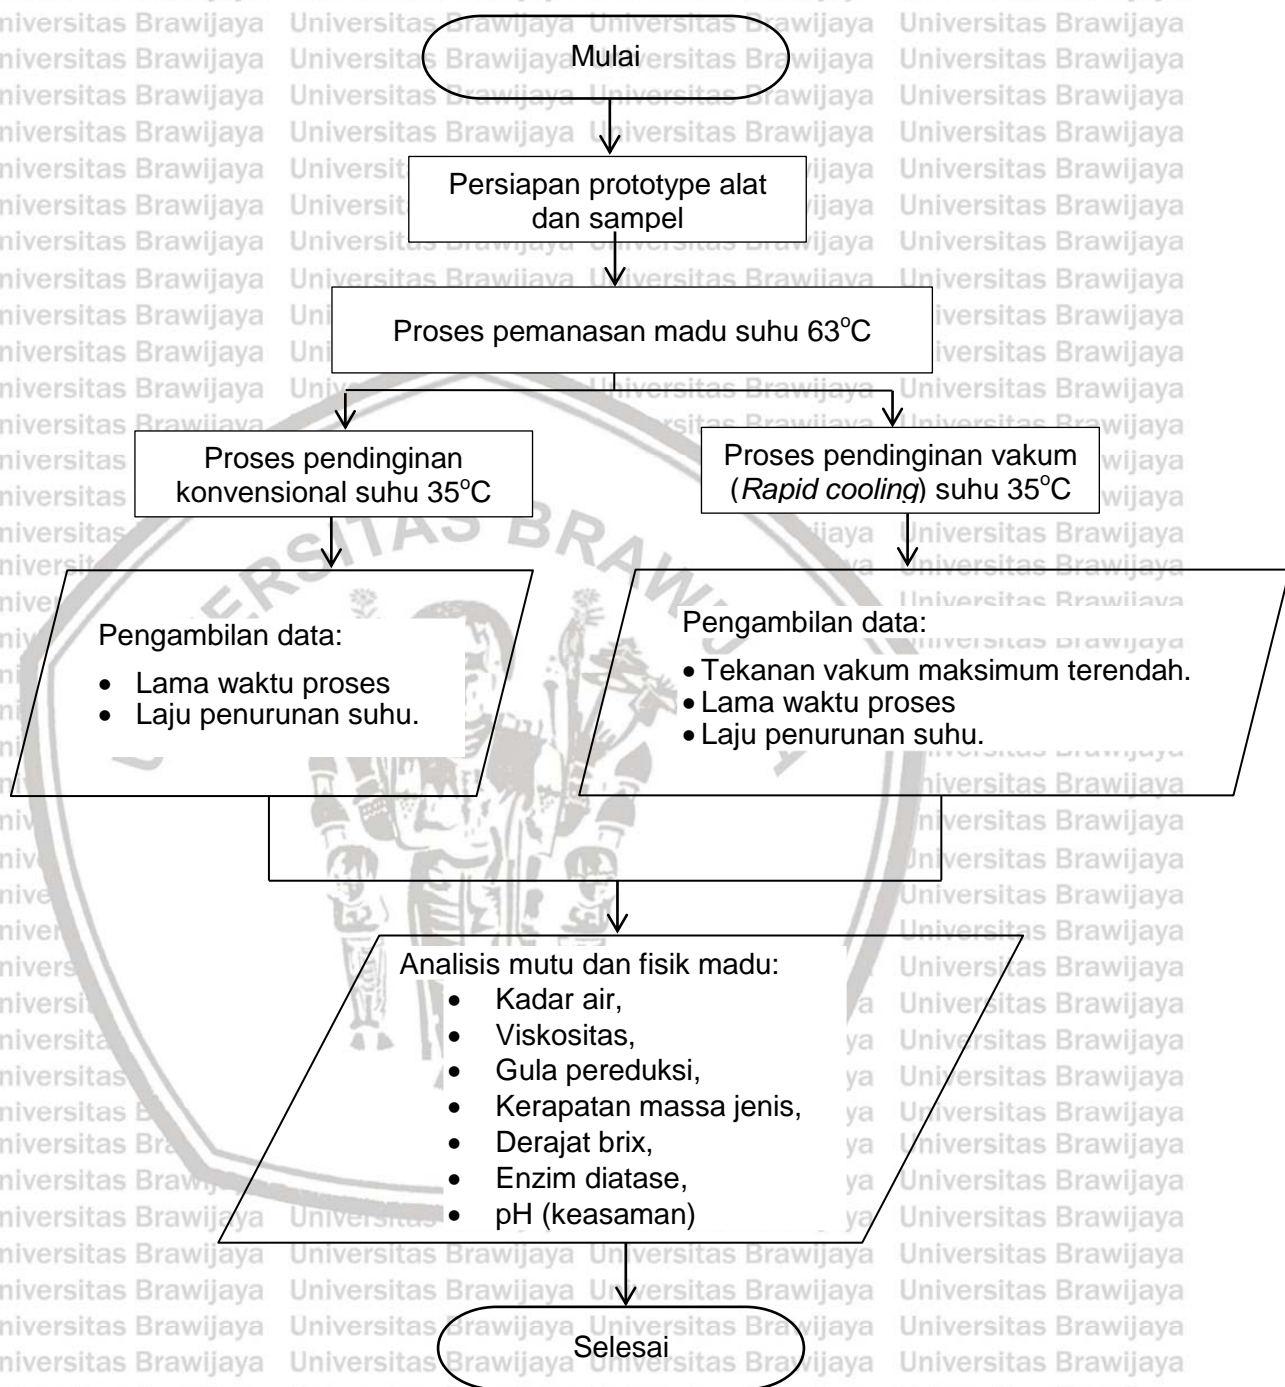 Mulai
Persiapan prototype alat
dan sampel
Proses pemanasan madu suhu 63°C
Proses pendinginan
konvensional suhu 35°C
Proses pendinginan vakum
(Rapid cooling) suhu 35°C
Pengambilan data:
• Lama waktu proses
• Laju penurunan suhu.
Pengambilan data:
• Tekanan vakum maksimum terendah.
• Lama waktu proses
• Laju penurunan suhu.
Analisis mutu dan fisik madu:
• Kadar air,
• Viskositas,
• Gula pereduksi,
• Kerapatan massa jenis,
• Derajat brix,
• Enzim diatase,
• pH (keasaman)
Selesai